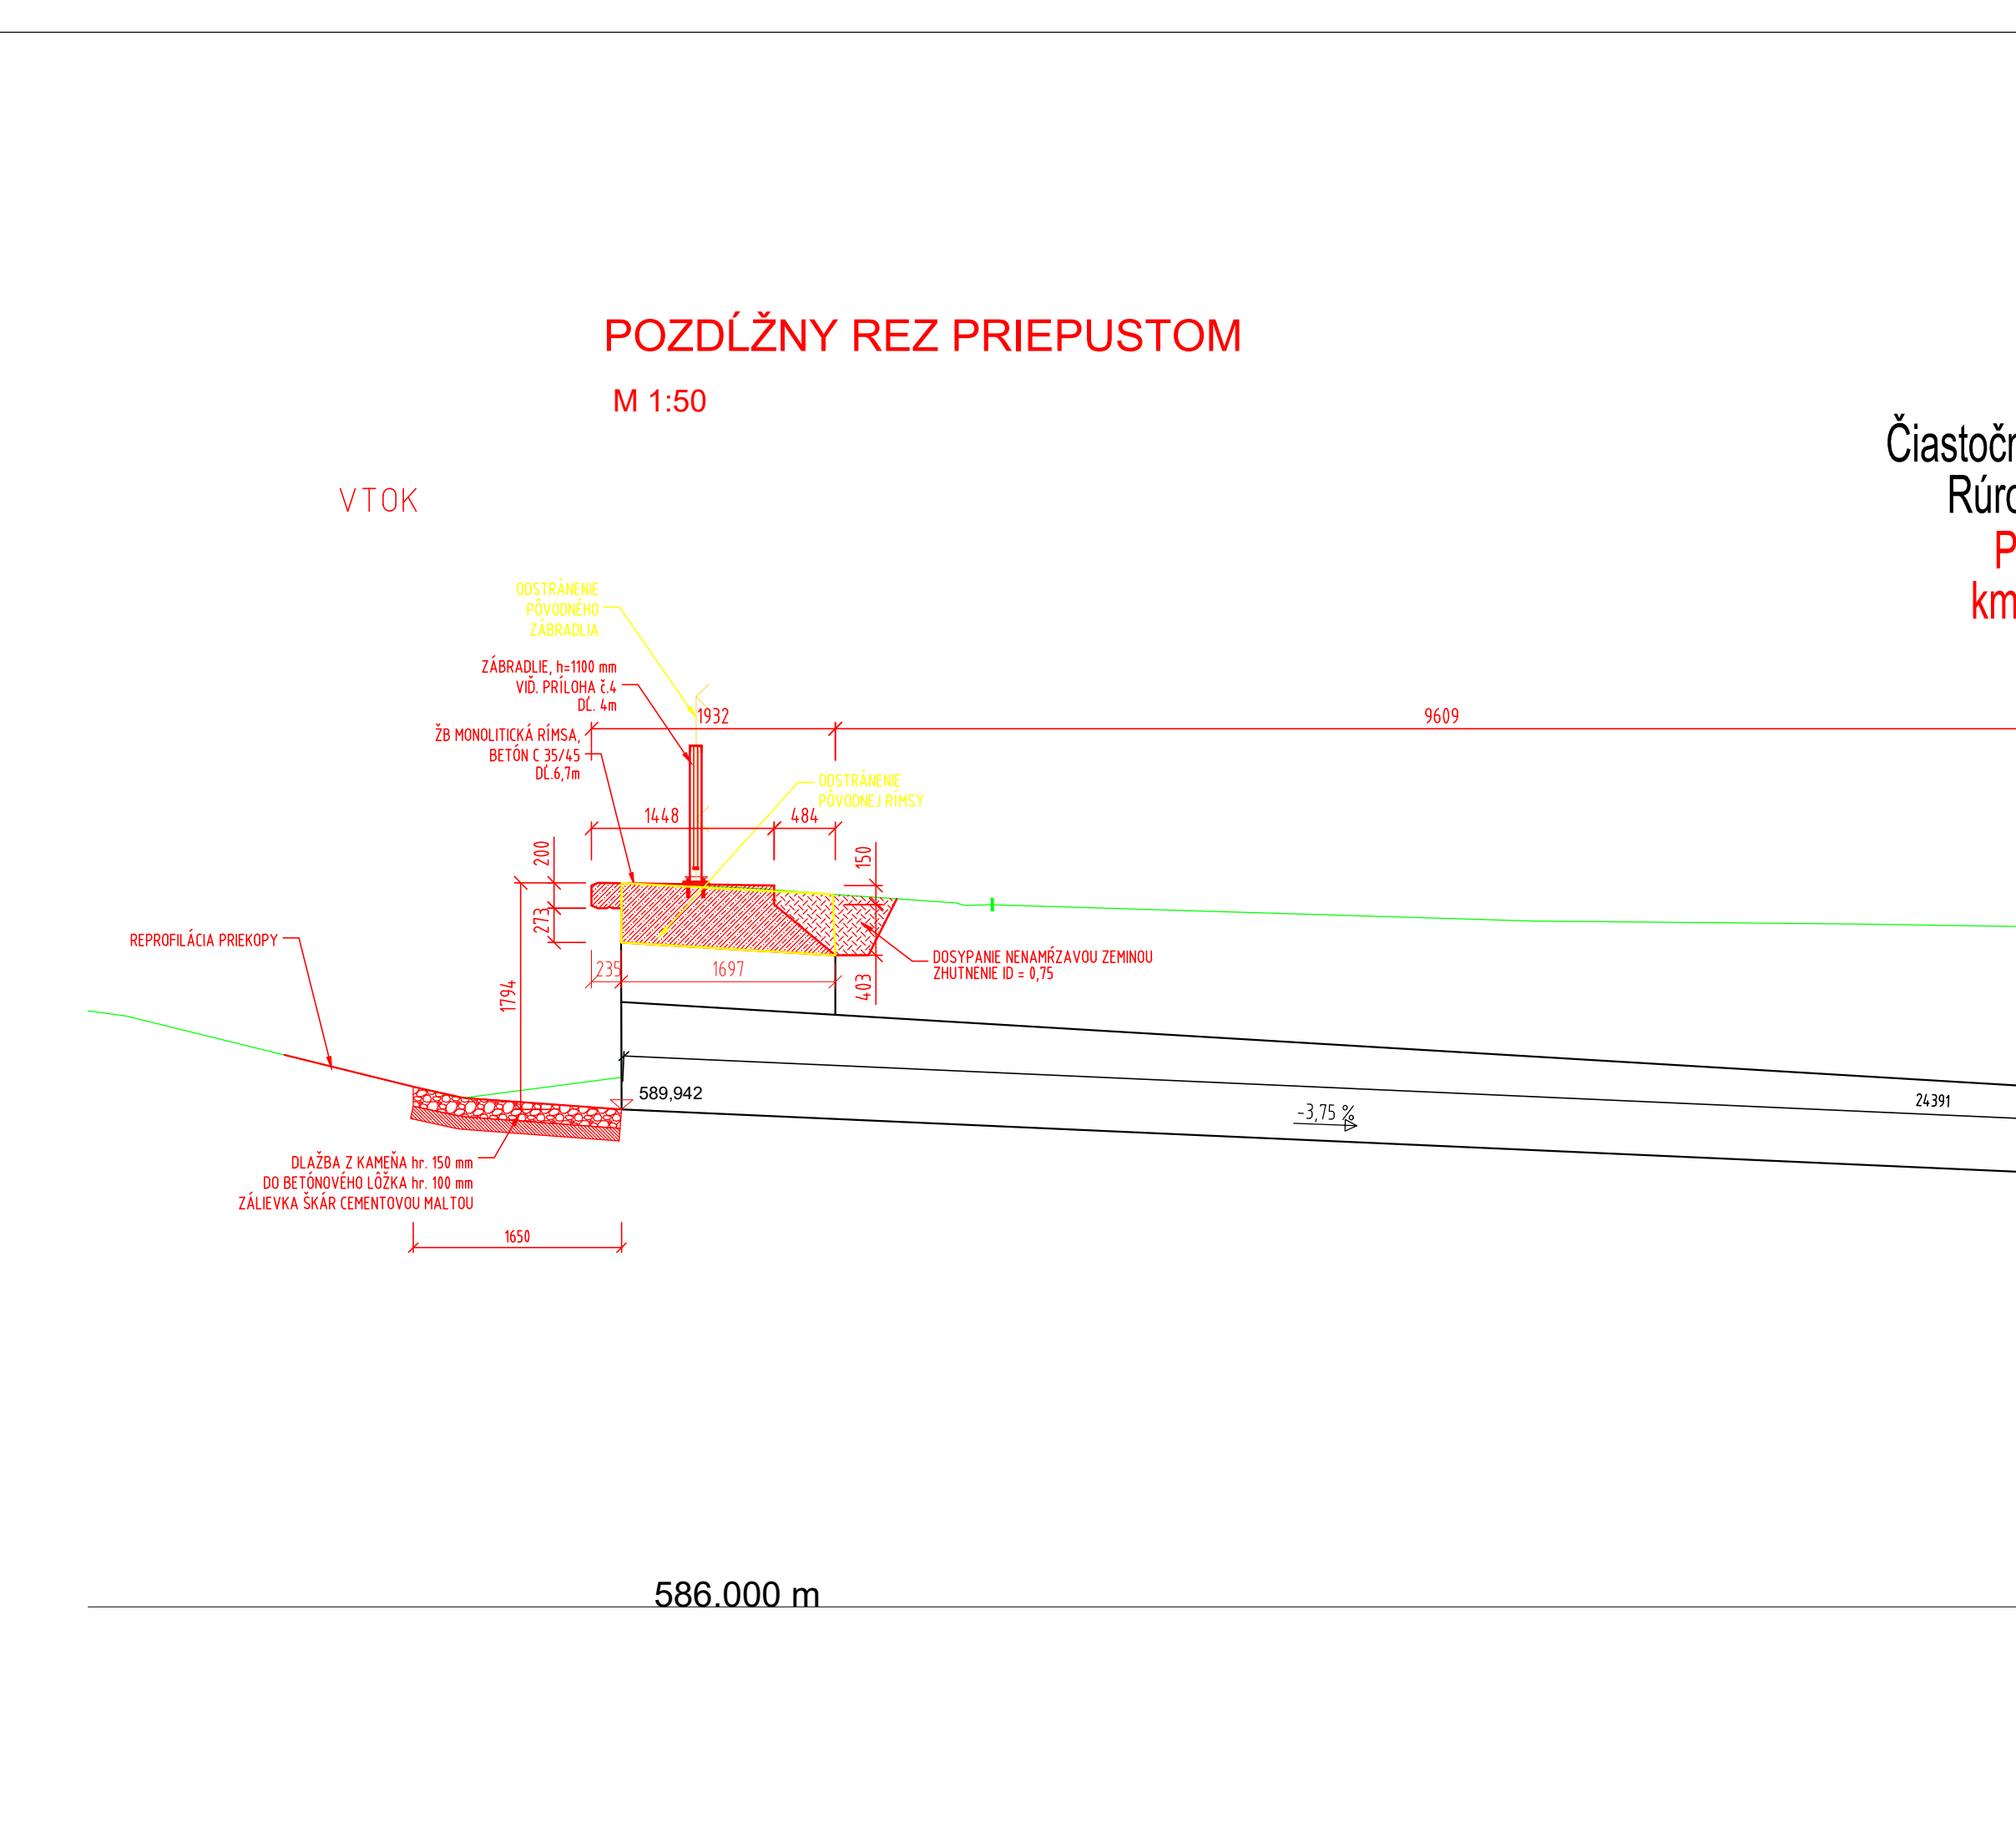 POZDĹŽNY REZ PRIEPUSTOM
M 1:50
VTOK
ODSTRÁNENIE
PÔVODNÉHO
ZÁBRADLIA
ZÁBRADLIE, h=1100 mm
VIĎ. PRÍLOHA č.4
DĹ. 4m
ŽB MONOLITICKÁ RÍMSA,
BETÓN C 35/45
DĹ.6,7m
1932
9609
ODSTRÁNENIE
PÔVODNEJ RÍMSY
1448
484
200
150
273
REPROFILÁCIA PRIEKOPY
DOSYPANIE NENAMŔZAVOU ZEMINOU
ZHUTNENIE ID = 0,75
235
1697
403
1794
589,942
-3,75 %
24391
DLAŽBA Z KAMEŇA hr. 150 mm
DO BETÓNOVÉHO LÔŽKA hr. 100 mm
ZÁLIEVKA ŠKÁR CEMENTOVOU MALTOU
1650
586.000 m
km